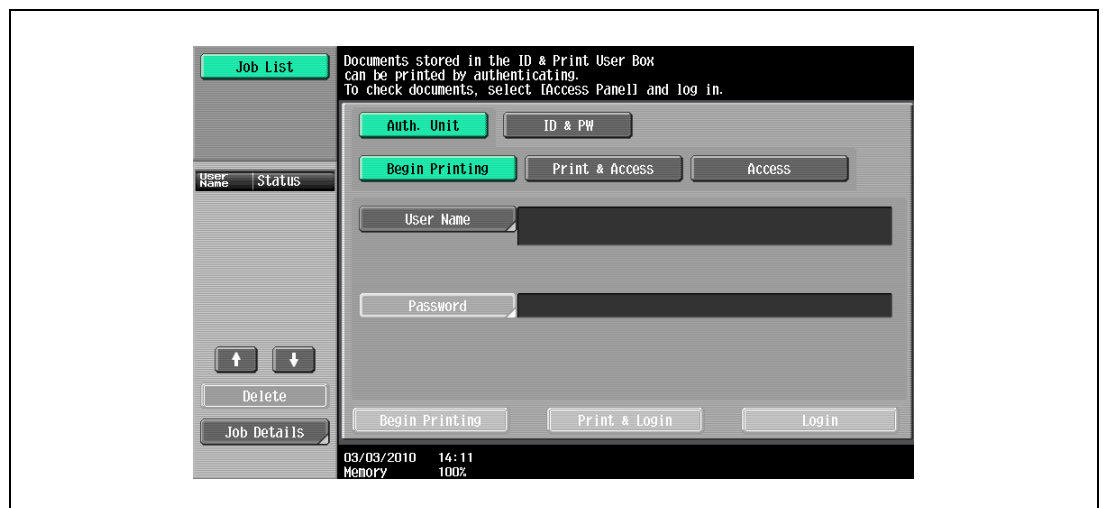 Job List
Documents stored in the ID & Print User Box
can be printed by authenticating.
To check documents, select [Access Panel] and log in.
Auth. Unit
ID & PW
Begin Printing
Print & Access
Access
User Name
Status
User Name
Password
Delete
Job Details
Begin Printing
Print & Login
Login
03/03/2010 14:11
Memory 100%